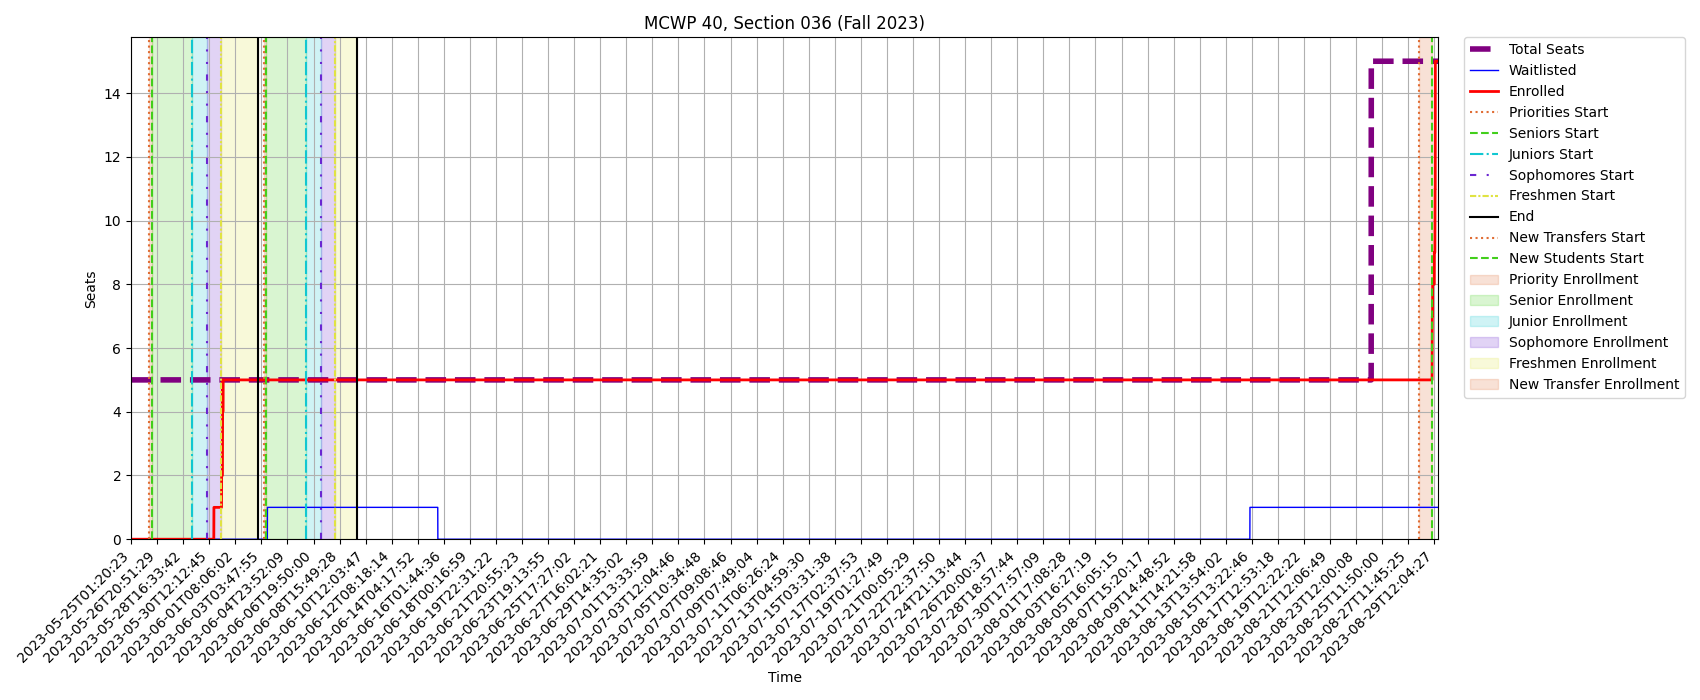 MCWP 40, Section 036 (Fall 2023)
Seats
14
12
10
8
6
4
2
0
2023-05-25T01:20:23
2023-05-26T20:51:29
2023-05-28T16:33:42
2023-05-30T12:12:45
2023-06-01T08:06:02
2023-06-03T03:47:55
2023-06-04T23:52:09
2023-06-06T19:50:00
2023-06-08T15:49:28
2023-06-10T12:03:47
2023-06-12T08:18:14
2023-06-14T04:17:52
2023-06-16T01:44:36
2023-06-18T00:16:59
2023-06-19T22:31:22
2023-06-21T20:55:23
2023-06-23T19:13:55
2023-06-25T17:27:02
2023-06-27T16:02:21
2023-06-29T14:35:02
2023-07-01T13:33:59
2023-07-03T12:04:46
2023-07-05T10:34:48
2023-07-07T09:08:46
2023-07-09T07:49:04
2023-07-11T06:26:24
2023-07-13T04:59:30
2023-07-15T03:31:38
2023-07-17T02:37:53
2023-07-19T01:27:49
2023-07-21T00:05:29
2023-07-22T22:37:50
2023-07-24T21:13:44
2023-07-26T20:00:37
2023-07-28T18:57:44
2023-07-30T17:57:09
2023-08-01T17:08:28
2023-08-03T16:27:19
2023-08-05T16:05:15
2023-08-07T15:20:17
2023-08-09T14:48:52
2023-08-11T14:21:58
2023-08-13T13:54:02
2023-08-15T13:22:46
2023-08-17T12:53:18
2023-08-19T12:22:22
2023-08-21T12:06:49
2023-08-23T12:00:08
2023-08-25T11:50:00
2023-08-27T11:45:25
2023-08-29T12:04:27
Time
Total Seats
Waitlisted
Enrolled
Priorities Start
Seniors Start
Juniors Start
Sophomores Start
Freshmen Start
End
New Transfers Start
New Students Start
Priority Enrollment
Senior Enrollment
Junior Enrollment
Sophomore Enrollment
Freshmen Enrollment
New Transfer Enrollment